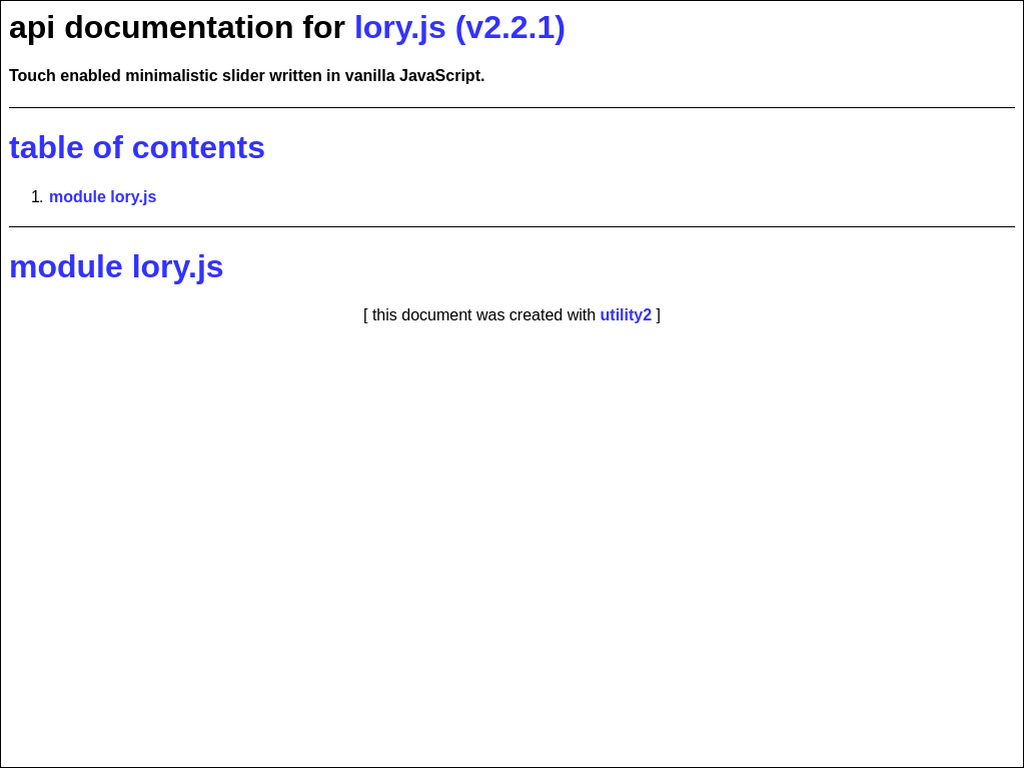 api documentation for lory.js (v2.2.1)
Touch enabled minimalistic slider written in vanilla JavaScript.
table of contents
1. module lory.js
module lory.js
[ this document was created with utility2 ]